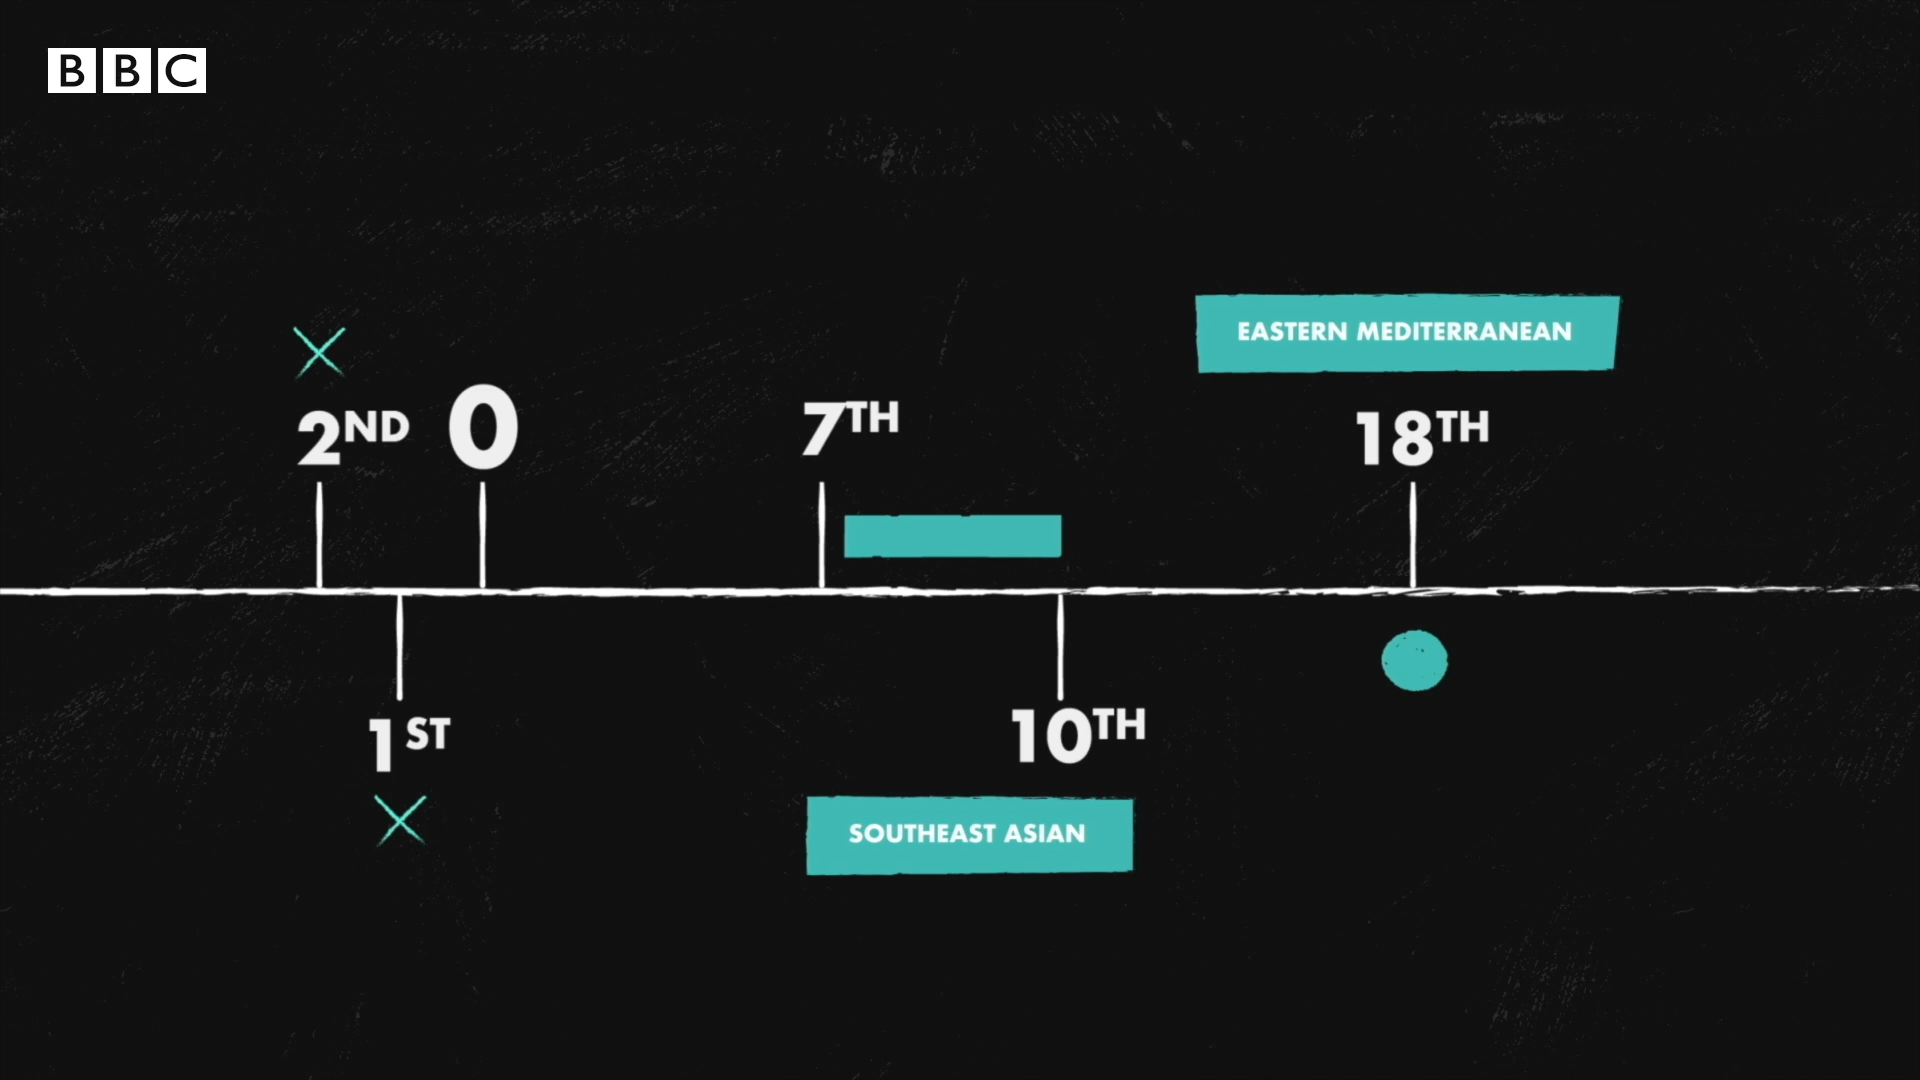 BBC
EASTERN MEDITERRANEAN
2ND
0
7TH
18TH
1ST
10TH
SOUTHEAST ASIAN